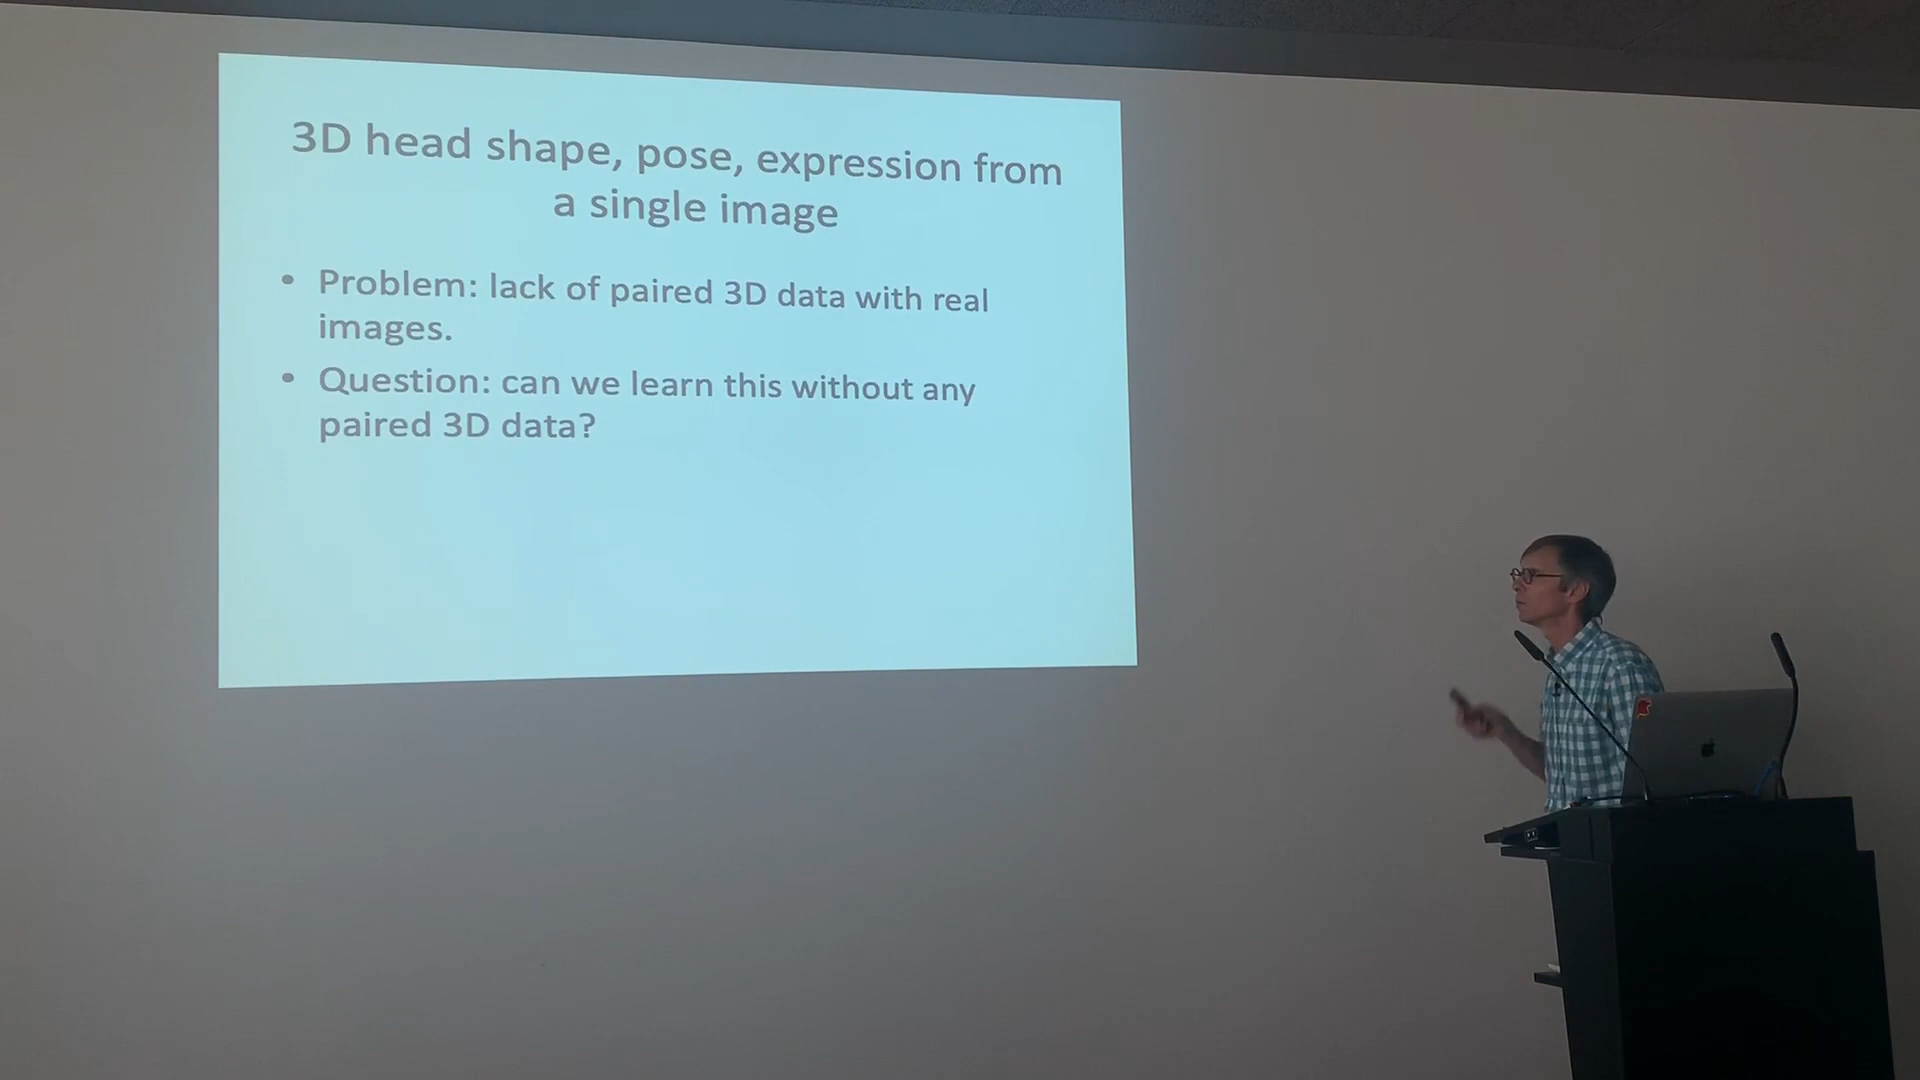 3D head shape, pose, expression from
a single image
• Problem: lack of paired 3D data with real
images.
• Question: can we learn this without any
paired 3D data?